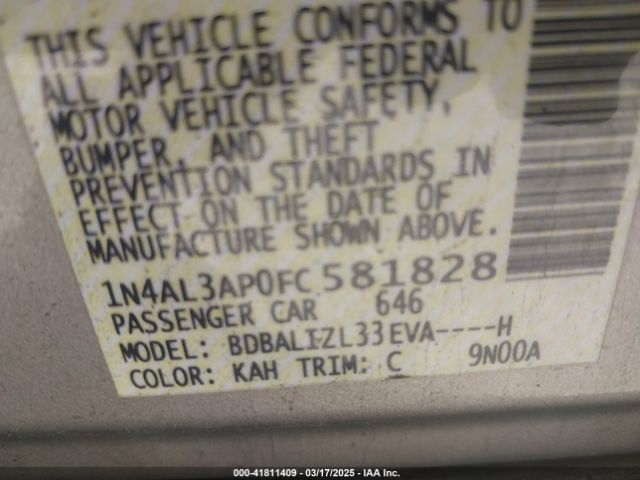 THIS VEHICLE CONFORMS TO
ALL APPLICABLE FEDERAL
MOTOR VEHICLE SAFETY,
BUMPER, AND THEFT
PREVENTION STANDARDS IN
EFFECT ON THE DATE OF
MANUFACTURE SHOWN ABOVE.
1N4AL3AP0FC581828
PASSENGER CAR 646
MODEL: BDBALIZL33EVA----H
COLOR: KAH TRIM: C 9N00A
000-41811409 - 03/17/2025 - IAA Inc.